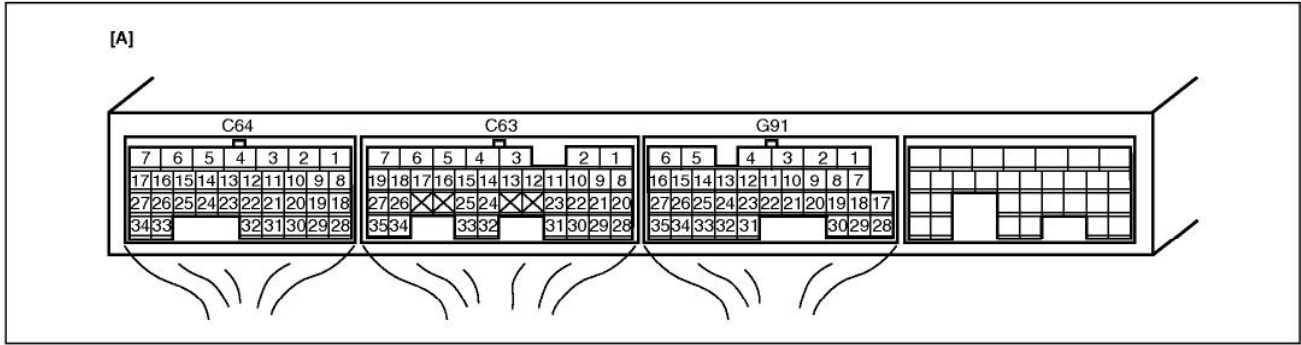 [A]
C64 C63 G91
7 6 5 4 3 2 1 7 6 5 4 3 2 1 6 5 4 3 2 1
17 16 15 14 13 12 11 10 9 8 19 18 17 16 15 14 13 12 11 10 9 8 16 15 14 13 12 11 10 9 8 7
27 26 25 24 23 22 21 20 19 18 27 26 25 24 23 22 21 20 27 26 25 24 23 22 21 20 19 18 17
34 33 32 31 30 29 28 35 34 33 32 31 30 29 28 35 34 33 32 31 30 29 28